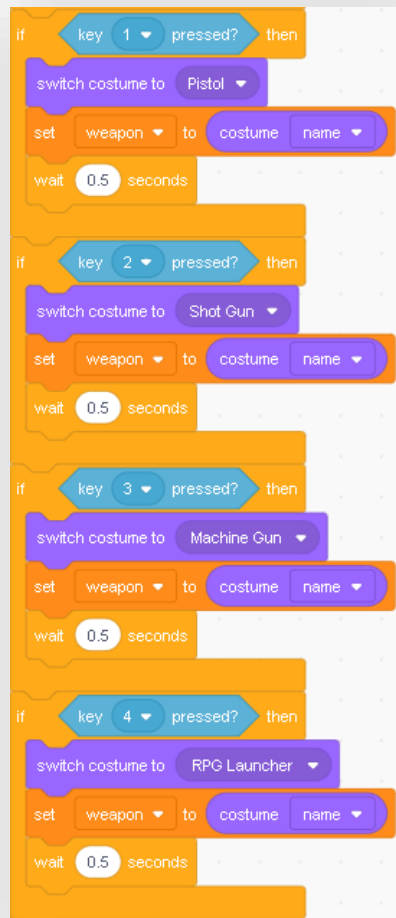 if key 1 pressed? then
switch costume to Pistol
set weapon to costume name
wait 0.5 seconds
if key 2 pressed? then
switch costume to Shot Gun
set weapon to costume name
wait 0.5 seconds
if key 3 pressed? then
switch costume to Machine Gun
set weapon to costume name
wait 0.5 seconds
if key 4 pressed? then
switch costume to RPG Launcher
set weapon to costume name
wait 0.5 seconds